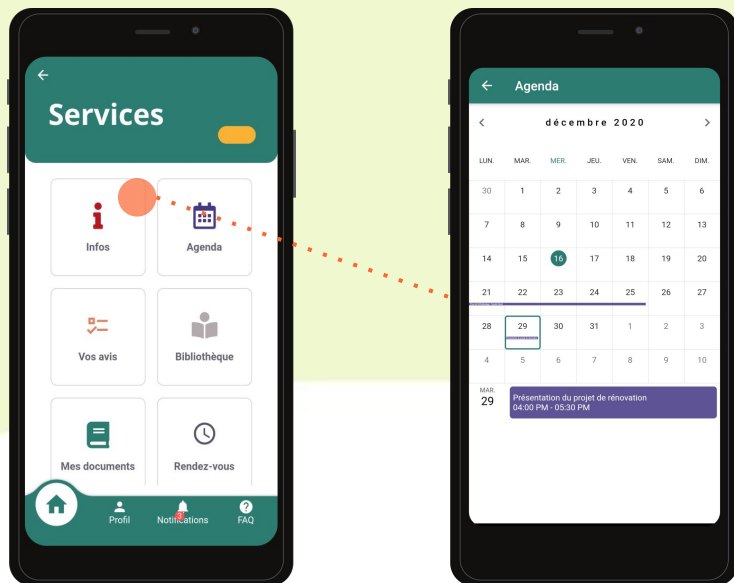 Services
Infos
Agenda
Vos avis
Bibliothèque
Mes documents
Rendez-vous
Profil
Notifications
FAQ
Agenda
décembre 2020
LUN. MAR. MER. JEU. VEN. SAM. DIM.
30 1 2 3 4 5 6
7 8 9 10 11 12 13
14 15 16 17 18 19 20
21 22 23 24 25 26 27
28 29 30 31 1 2 3
4 5 6 7 8 9 10
MAR.
29
Présentation du projet de rénovation
04:00 PM - 05:30 PM